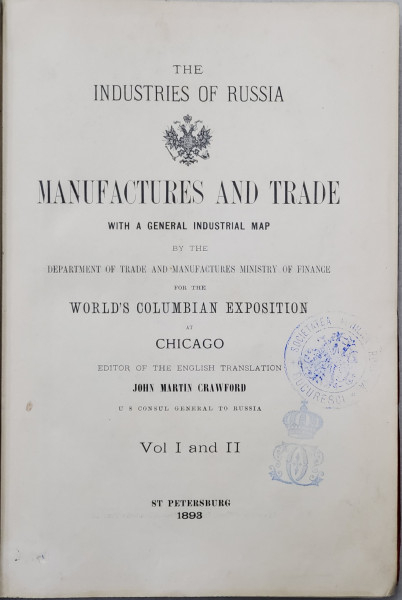 THE
INDUSTRIES OF RUSSIA
MANUFACTURES AND TRADE
WITH A GENERAL INDUSTRIAL MAP
BY THE
DEPARTMENT OF TRADE AND MANUFACTURES MINISTRY OF FINANCE
FOR THE
WORLD'S COLUMBIAN EXPOSITION
AT
CHICAGO
EDITOR OF THE ENGLISH TRANSLATION
JOHN MARTIN CRAWFORD
U S CONSUL GENERAL TO RUSSIA
Vol I and II
ST PETERSBURG
1893
SOCIETATEA